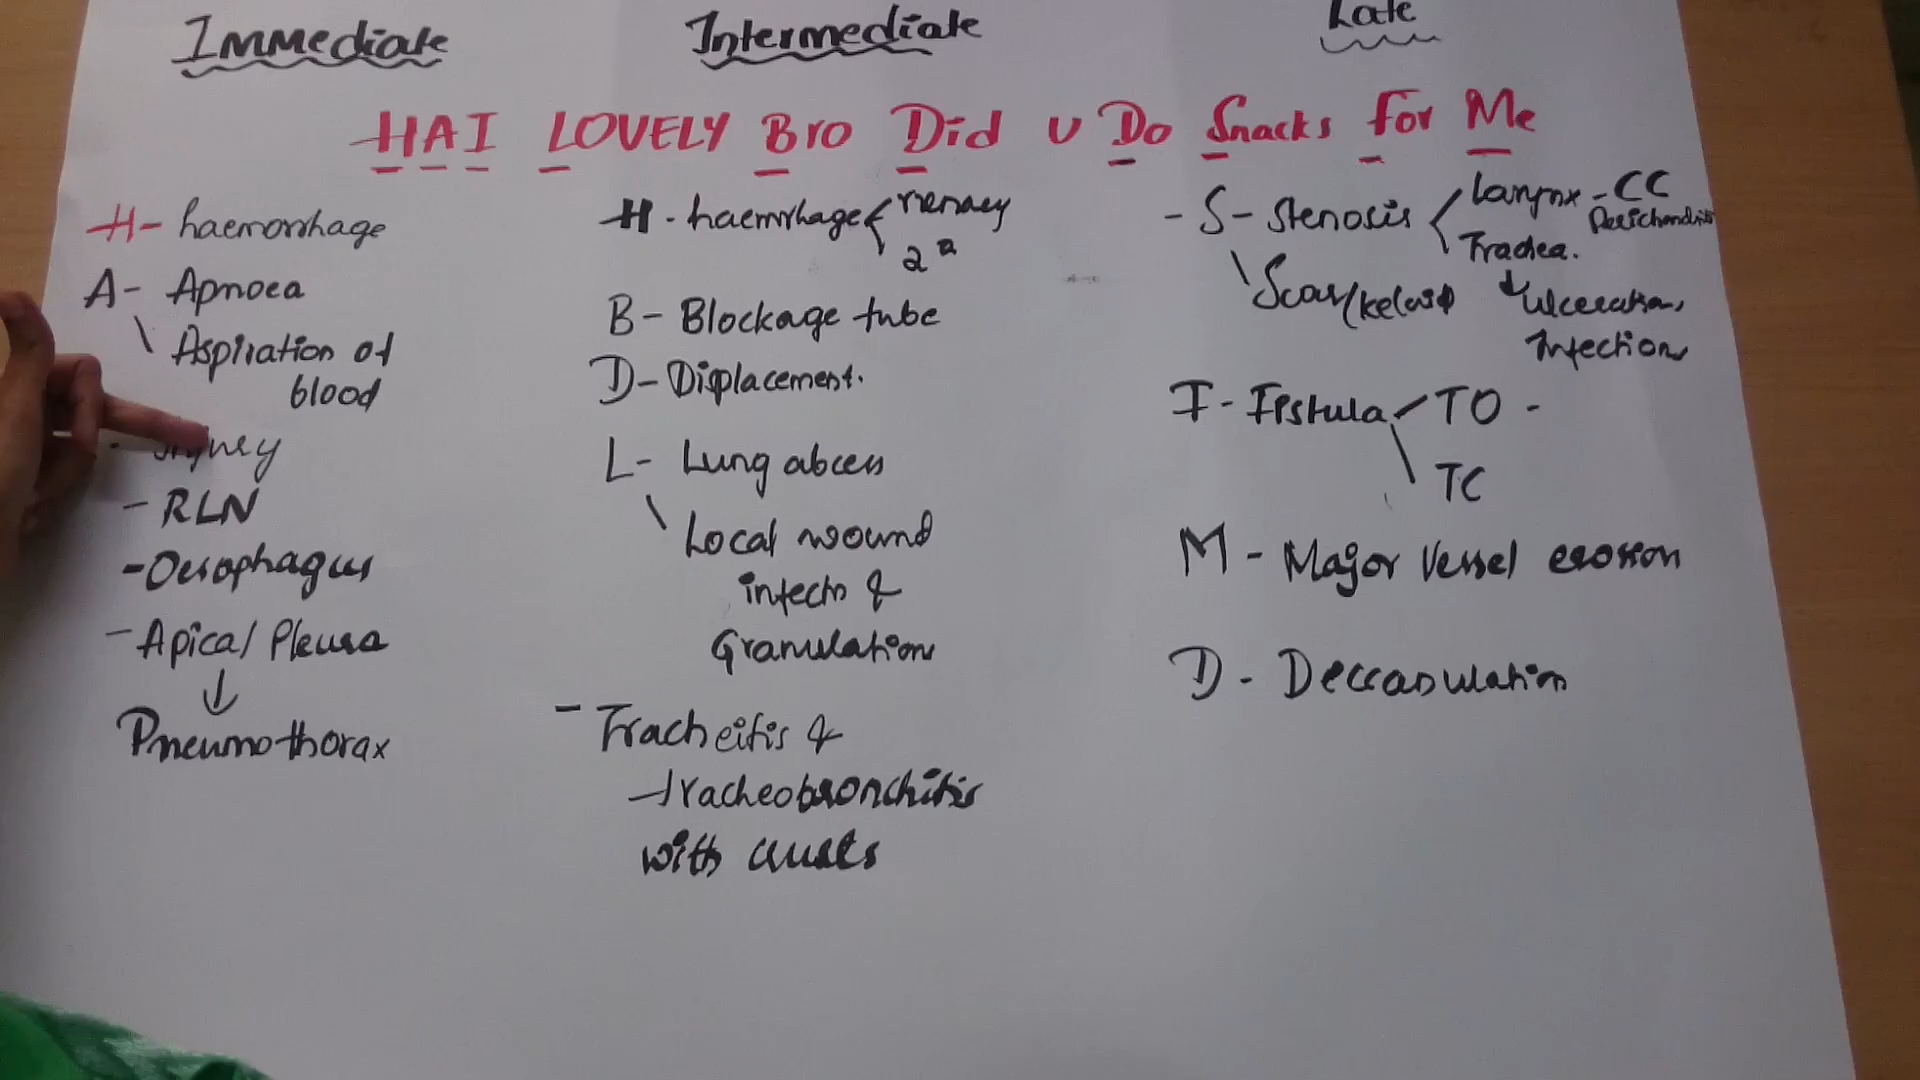 Immediate
Intermediate
Late
HAI LOVELY Bro Did U Do Snacks For Me
H- haemorrhage
A- Apnoea
Aspiration of
blood
- RLN
- Oesophagus
- Apical Pleura
Pneumothorax
H - haemrrhage
2
B - Blockage tube
D - Displacement.
L - Lung abcess
Local wound
infectn &
Granulation
- Tracheitis &
tracheobronchitis
with crusts
- S - Stenosis
Larynx - CC
Perichondritis
Trachea.
Ulceration,
Infection
Scar/keloid
F - Fistula
TO -
TC
M - Major Vessel erosion
D - Deccanulation